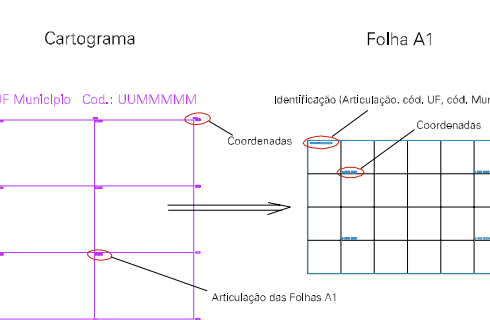 Cartograma
Folha A1
UF Município Cod.: UUMMMMM
Identificação (Articulação, cód. UF, cód. Mun
Coordenadas
Coordenadas
Articulação das Folhas A1